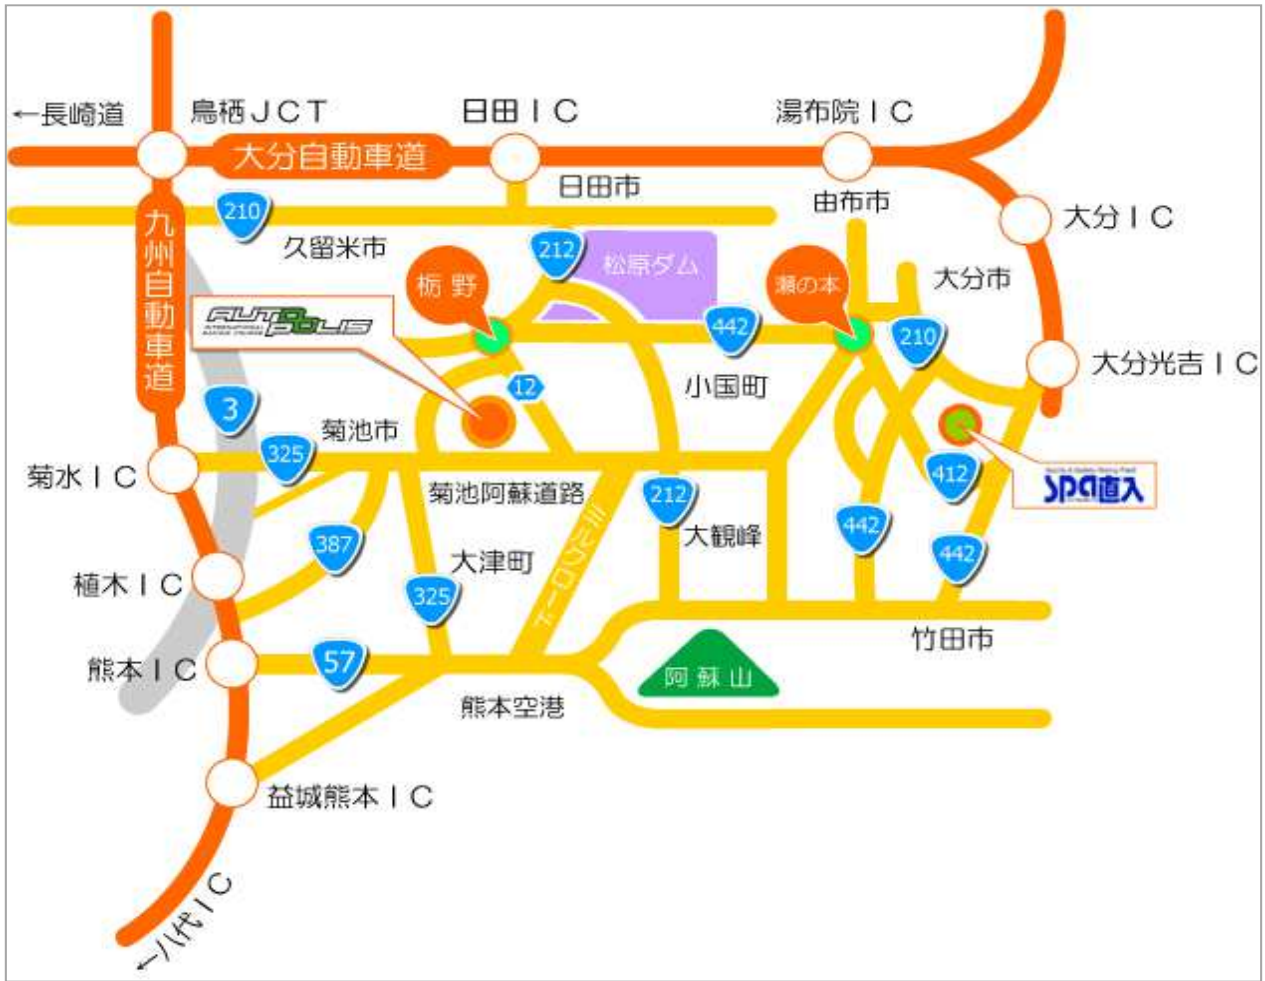 ←長崎道
鳥栖JCT
日田IC
湯布院IC
大分自動車道
日田市
由布市
大分IC
九州自動車道
210
久留米市
212
松原ダム
栃野
瀬の本
大分市
AUTOPOLIS
442
210
大分光吉IC
12
小国町
3
菊池市
325
菊水IC
菊池阿蘇道路
212
412
spa直入
ミルクロード
大観峰
442
387
大津町
442
植木IC
325
竹田市
57
熊本IC
阿蘇山
熊本空港
益城熊本IC
←八代IC